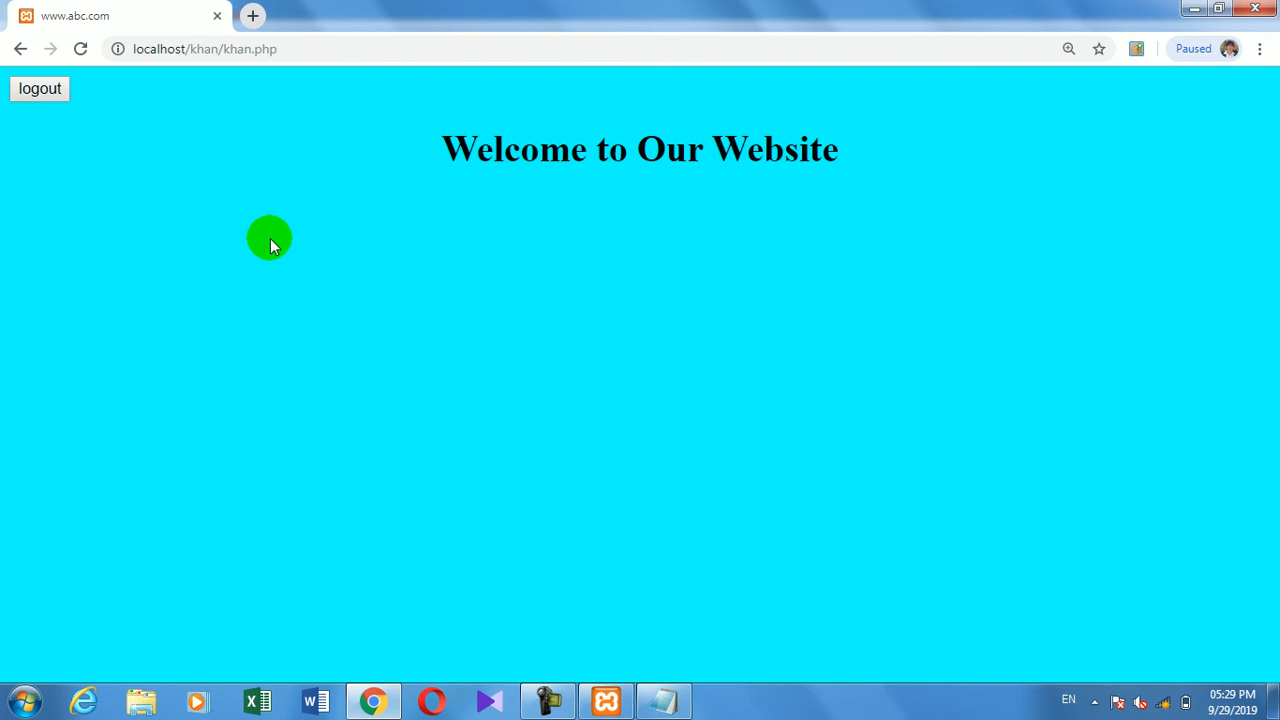 www.abc.com
localhost/khan/khan.php
Paused
logout
Welcome to Our Website
EN
05:29 PM
9/29/2019